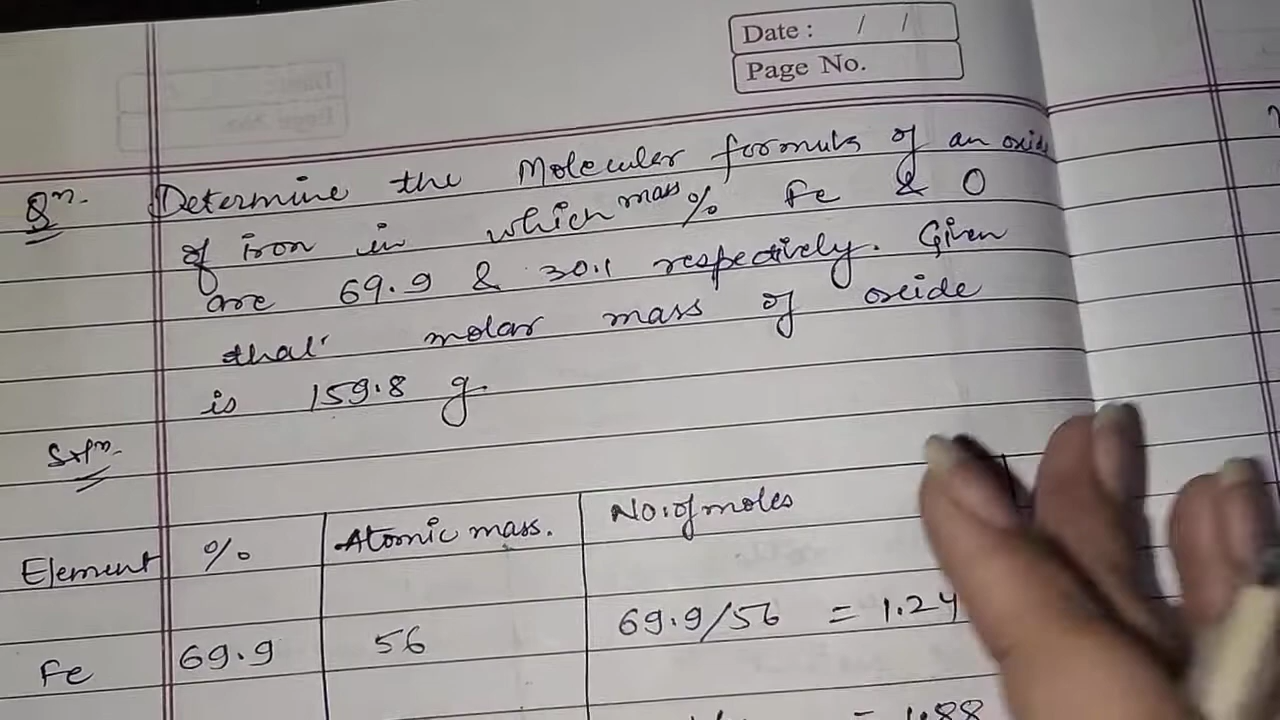 Date : / /
Page No.
Qn. Determine the Molecular formula of an oxide
of iron in which mass % Fe & O
are 69.9 & 30.1 respectively. Given
that molar mass of oxide
is 159.8 g.
Soln.
Element % Atomic mass. No. of moles
Fe 69.9 56 69.9/56 = 1.24
= 1.88